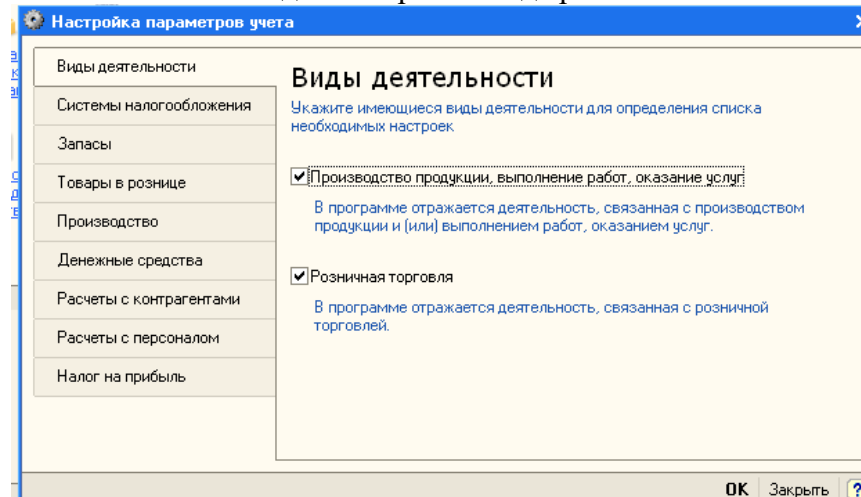 Настройка параметров учета
Виды деятельности
Системы налогообложения
Запасы
Товары в рознице
Производство
Денежные средства
Расчеты с контрагентами
Расчеты с персоналом
Налог на прибыль
Виды деятельности
Укажите имеющиеся виды деятельности для определения списка
необходимых настроек
Производство продукции, выполнение работ, оказание услуг
В программе отражается деятельность, связанная с производством
продукции и (или) выполнением работ, оказанием услуг.
Розничная торговля
В программе отражается деятельность, связанная с розничной
торговлей.
OK Закрыть ?